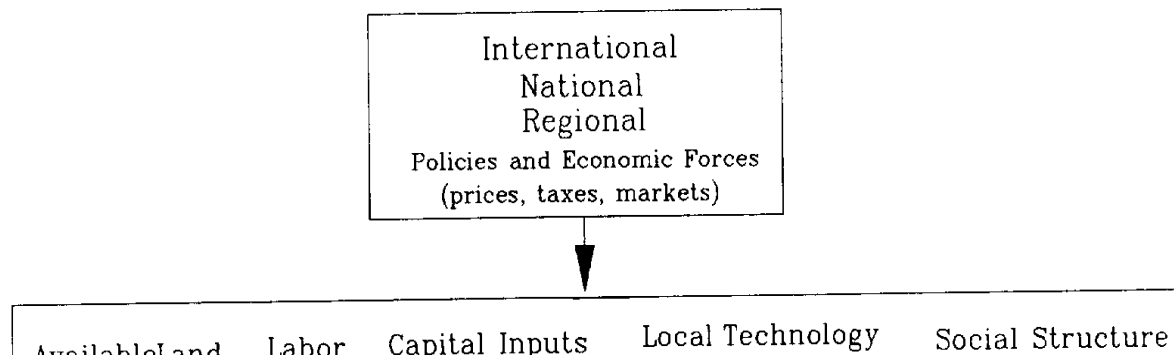 International
National
Regional
Policies and Economic Forces
(prices, taxes, markets)
AvailableLand Labor Capital Inputs Local Technology Social Structure